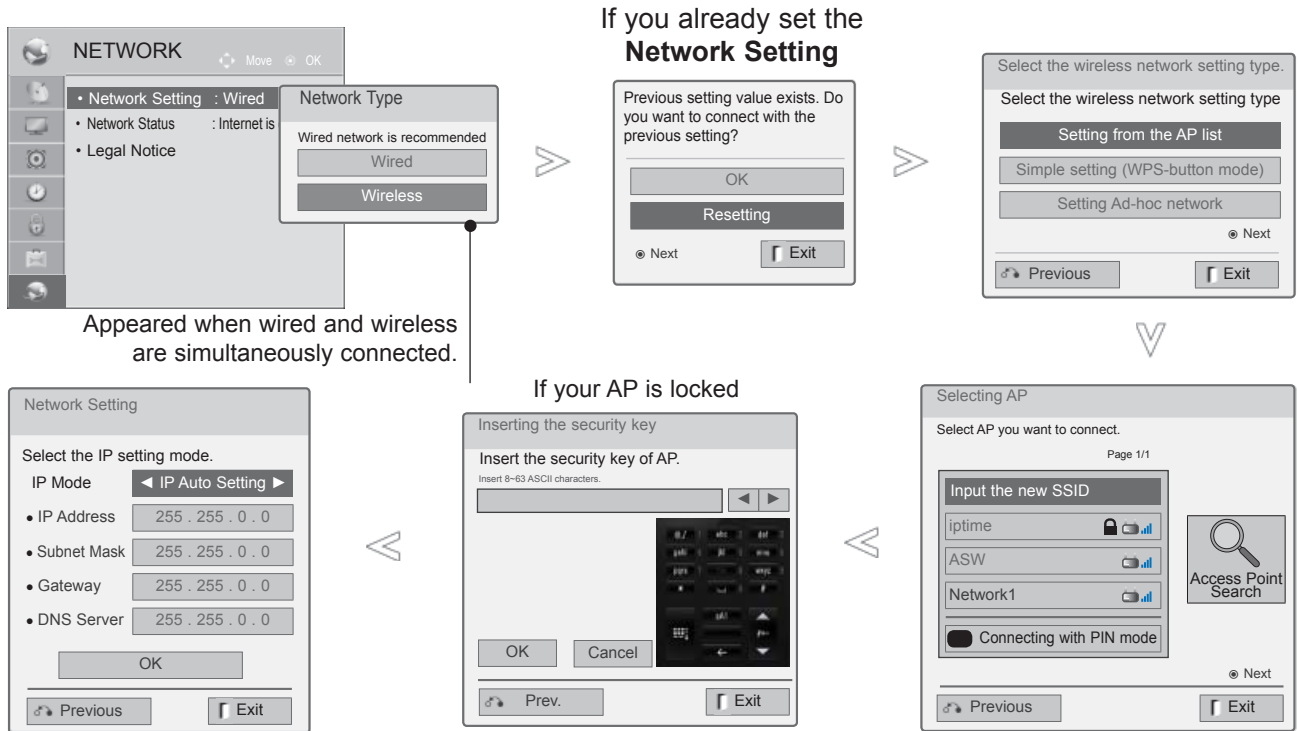 NETWORK
Move OK
• Network Setting : Wired
• Network Status : Internet is
• Legal Notice
Network Type
Wired network is recommended
Wired
Wireless
Appeared when wired and wireless
are simultaneously connected.
If you already set the
Network Setting
Previous setting value exists. Do
you want to connect with the
previous setting?
OK
Resetting
Next
Exit
Select the wireless network setting type.
Select the wireless network setting type
Setting from the AP list
Simple setting (WPS-button mode)
Setting Ad-hoc network
Next
Previous
Exit
Selecting AP
Select AP you want to connect.
Page 1/1
Input the new SSID
iptime
ASW
Network1
Connecting with PIN mode
Access Point
Search
Next
Previous
Exit
If your AP is locked
Inserting the security key
Insert the security key of AP.
Insert 8~63 ASCII characters.
◀ ▶
abc
def
OK
Cancel
Prev.
Exit
Network Setting
Select the IP setting mode.
IP Mode ◀ IP Auto Setting ▶
• IP Address 255 . 255 . 0 . 0
• Subnet Mask 255 . 255 . 0 . 0
• Gateway 255 . 255 . 0 . 0
• DNS Server 255 . 255 . 0 . 0
OK
Previous
Exit